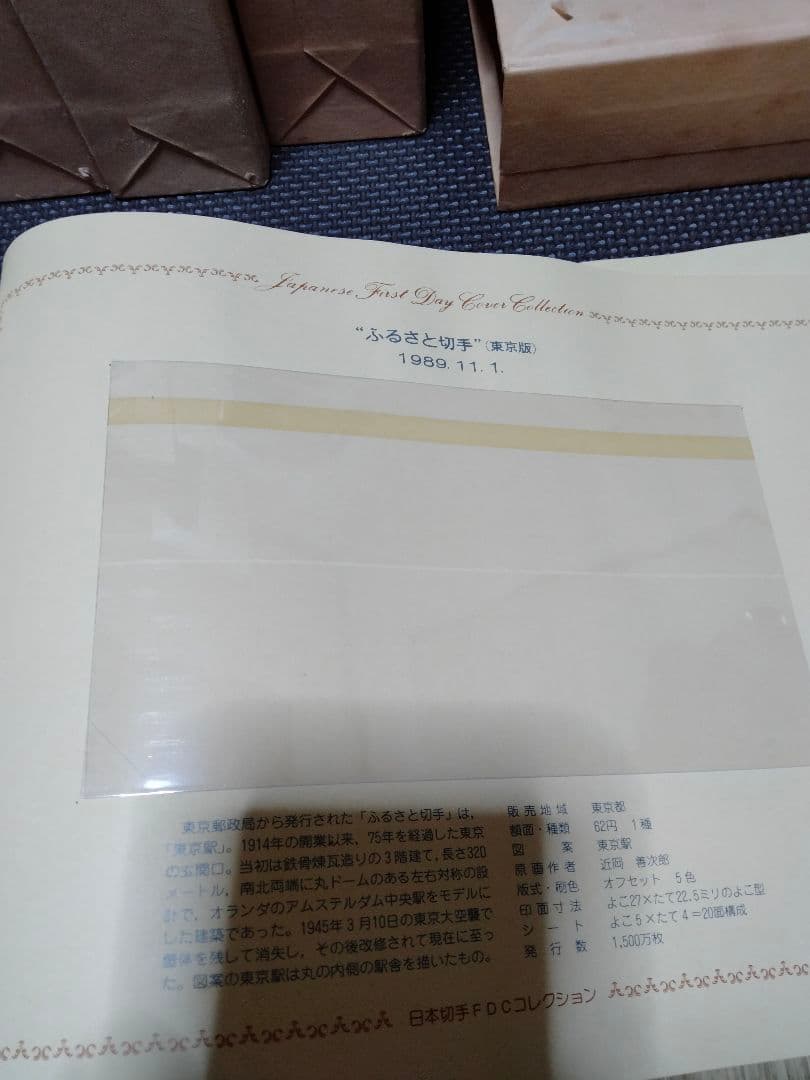 Japanese First Day Cover Collection
“ふるさと切手”(東京版)
1989. 11. 1.
東京郵政局から発行された「ふるさと切手」は,
「東京駅」。1914年の開業以来, 75年を経過した東京
の玄関口。当初は鉄骨煉瓦造りの3階建て, 長さ320
メートル, 南北両端に丸ドームのある左右対称の設
計で, オランダのアムステルダム中央駅をモデルに
した建築であった。1945年3月10日の東京大空襲で
躯体を残して消失し, その後改修されて現在に至っ
た。図案の東京駅は丸の内側の駅舎を描いたもの。
販売地域 東京都
額面・種類 62円 1種
図案 東京駅
原画作者 近岡 善次郎
版式・刷色 オフセット 5色
印面寸法 よこ27×たて22.5ミリのよこ型
シート よこ5×たて4=20面構成
発行数 1,500万枚
日本切手FDCコレクション